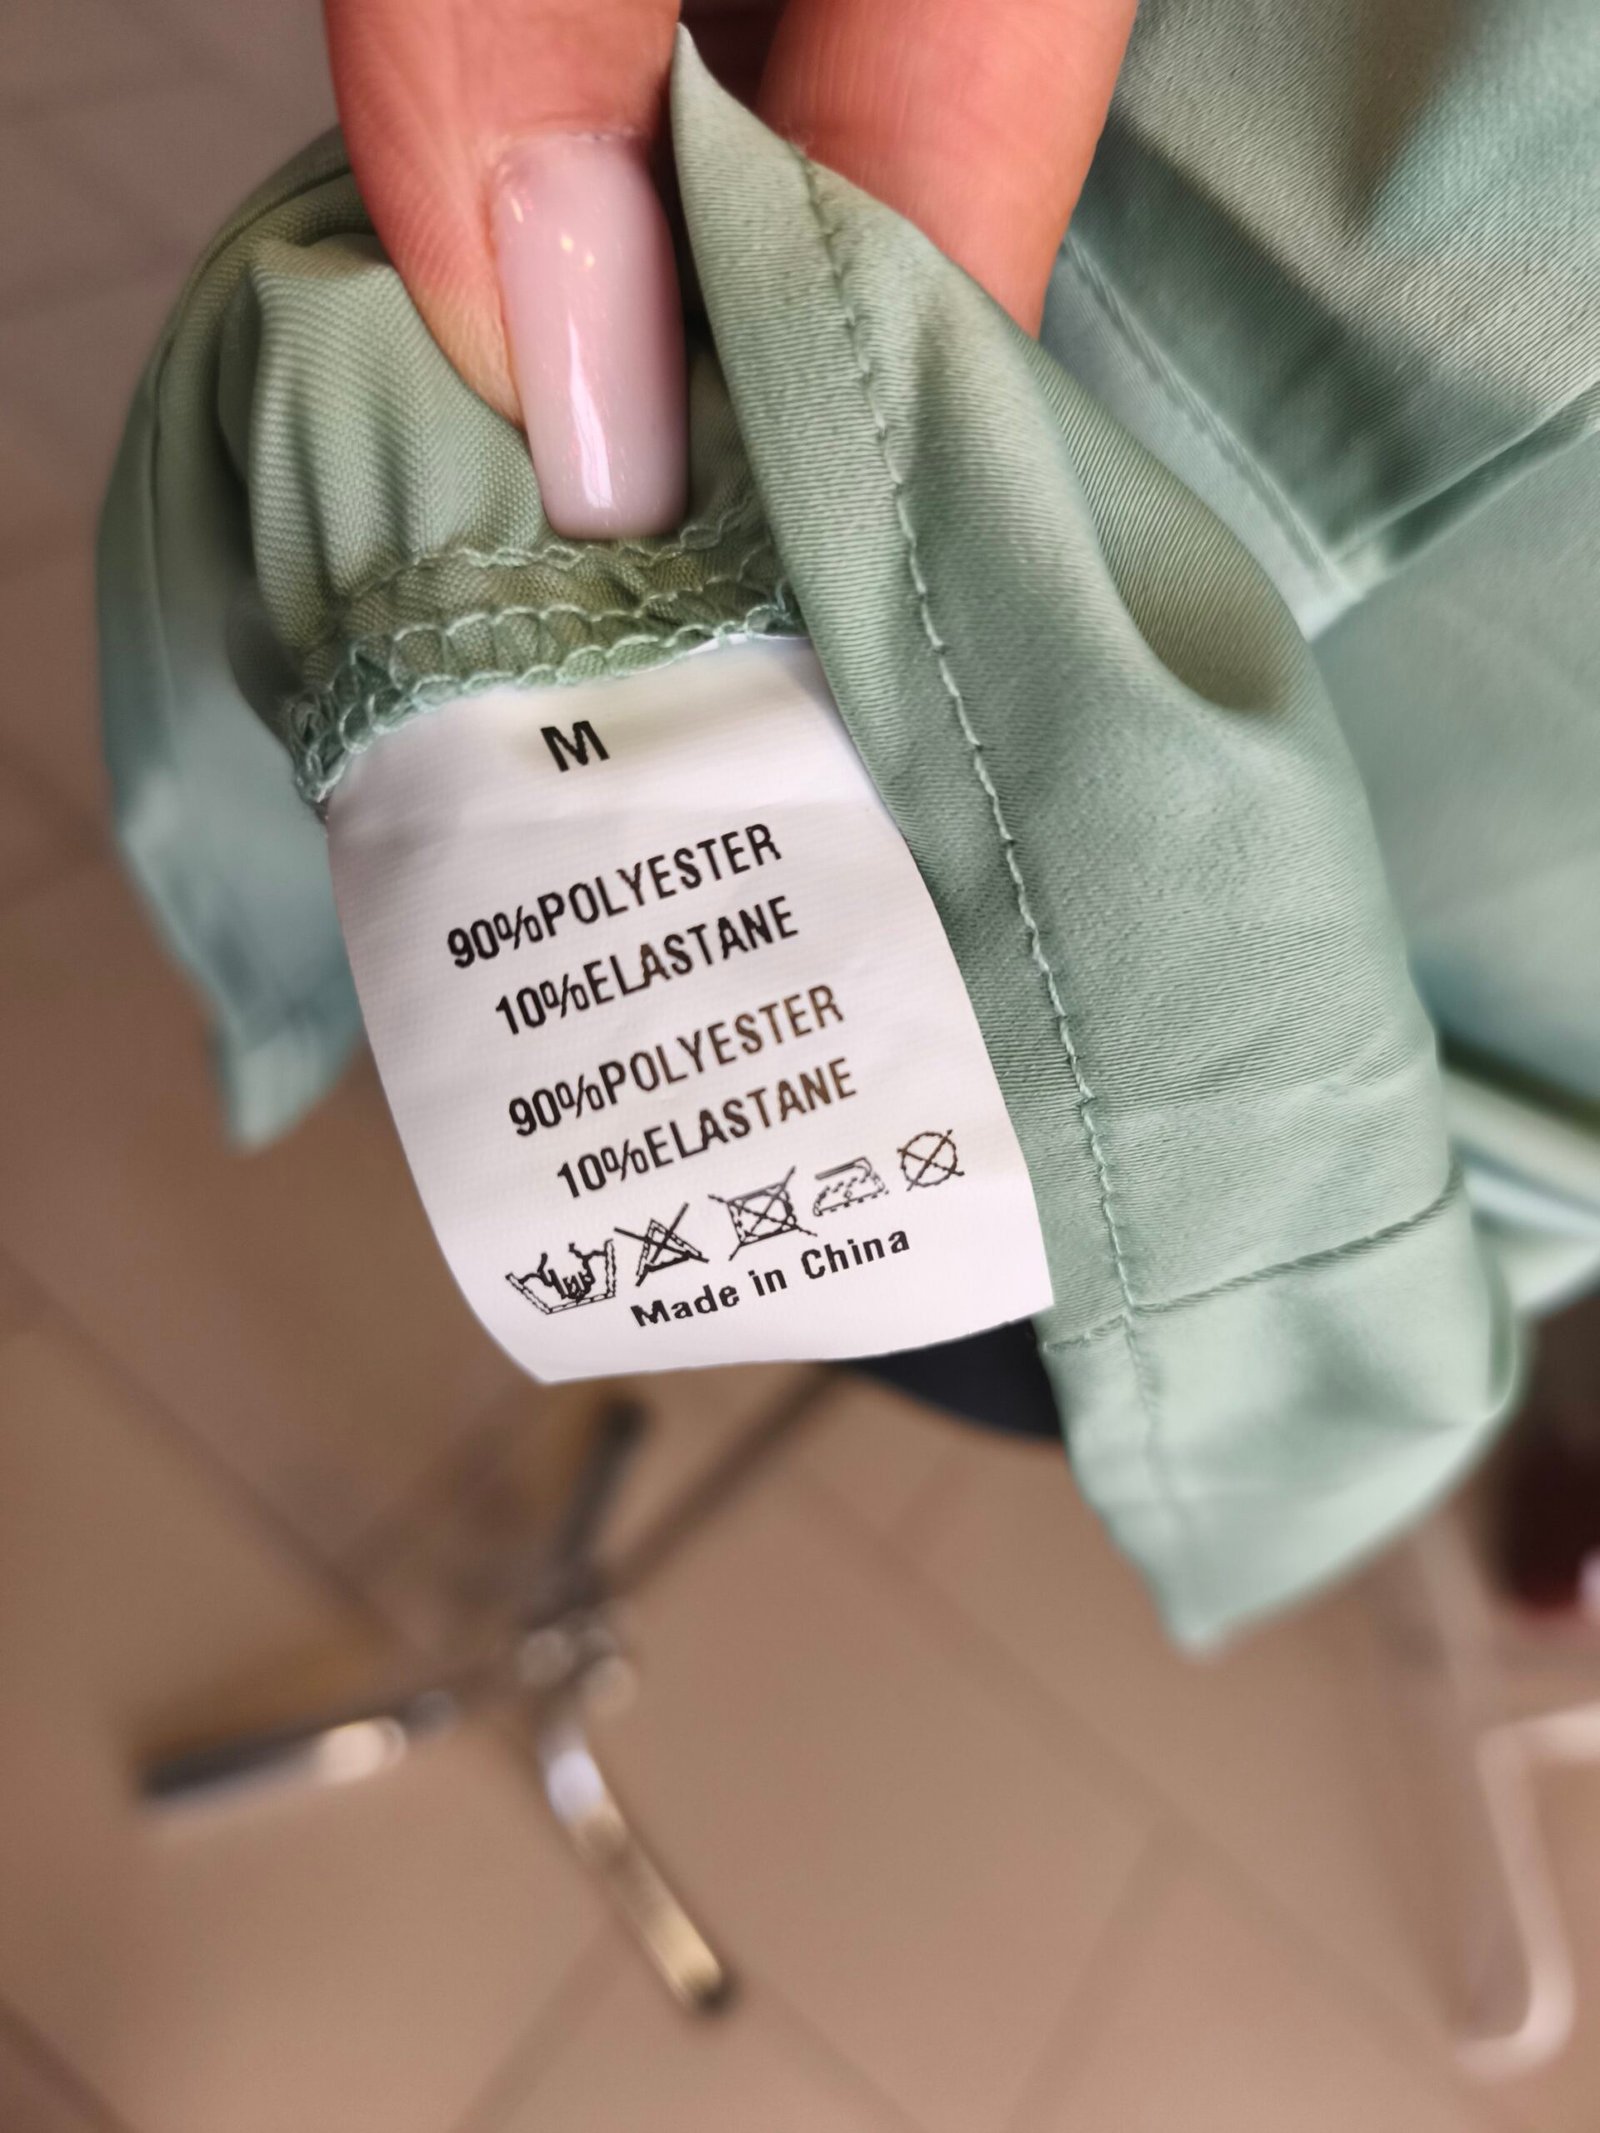 M
90%POLYESTER
10%ELASTANE
90%POLYESTER
10%ELASTANE
Made in China